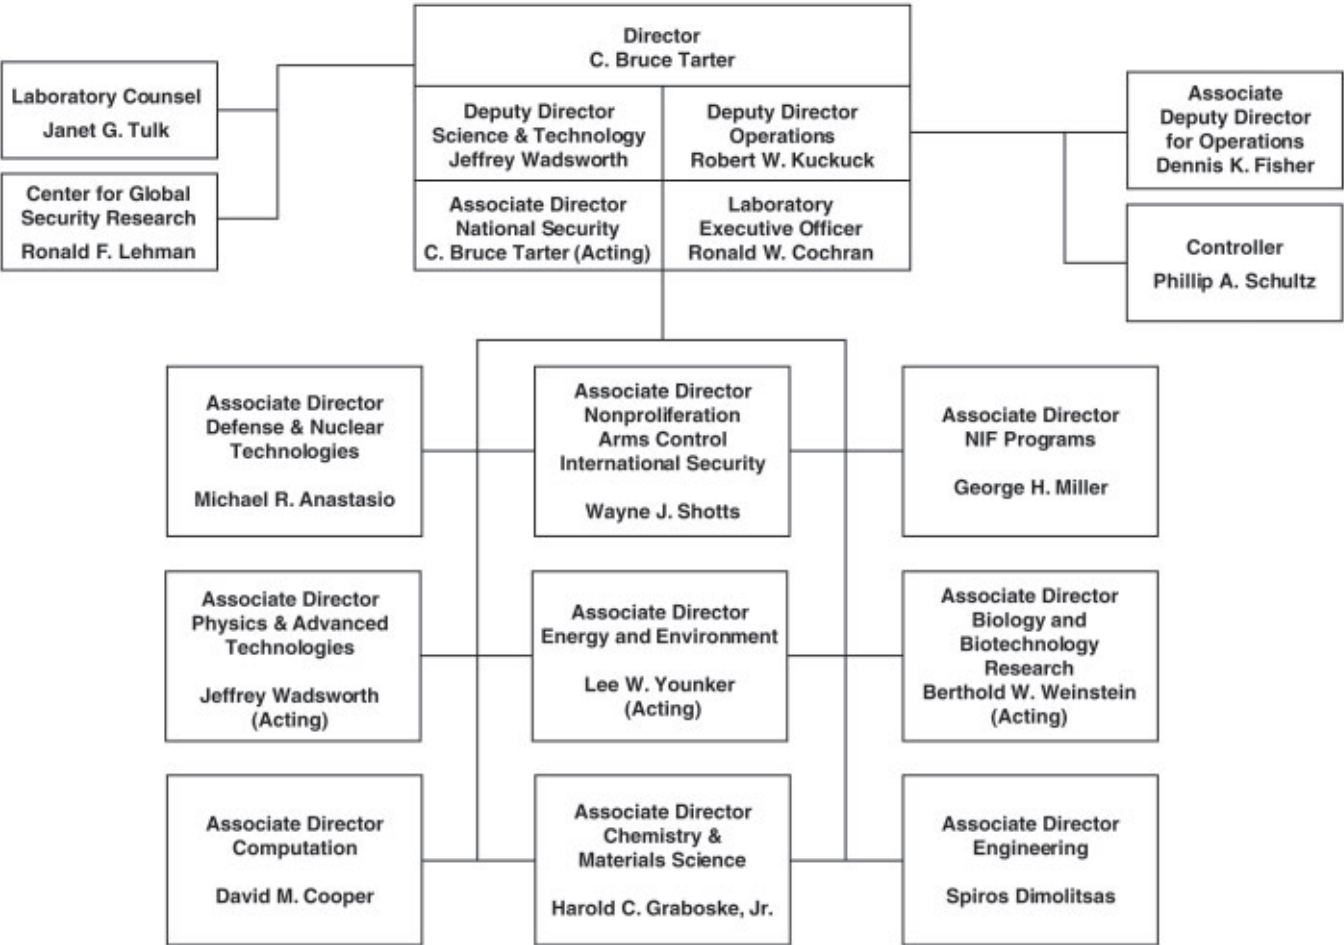 Director
C. Bruce Tarter
Laboratory Counsel
Janet G. Tulk
Center for Global
Security Research
Ronald F. Lehman
Deputy Director
Science & Technology
Jeffrey Wadsworth
Deputy Director
Operations
Robert W. Kuckuck
Associate Director
National Security
C. Bruce Tarter (Acting)
Laboratory
Executive Officer
Ronald W. Cochran
Associate
Deputy Director
for Operations
Dennis K. Fisher
Controller
Phillip A. Schultz
Associate Director
Defense & Nuclear
Technologies
Michael R. Anastasio
Associate Director
Nonproliferation
Arms Control
International Security
Wayne J. Shotts
Associate Director
NIF Programs
George H. Miller
Associate Director
Physics & Advanced
Technologies
Jeffrey Wadsworth
(Acting)
Associate Director
Energy and Environment
Lee W. Younker
(Acting)
Associate Director
Biology and
Biotechnology
Research
Berthold W. Weinstein
(Acting)
Associate Director
Computation
David M. Cooper
Associate Director
Chemistry &
Materials Science
Harold C. Graboske, Jr.
Associate Director
Engineering
Spiros Dimolitsas